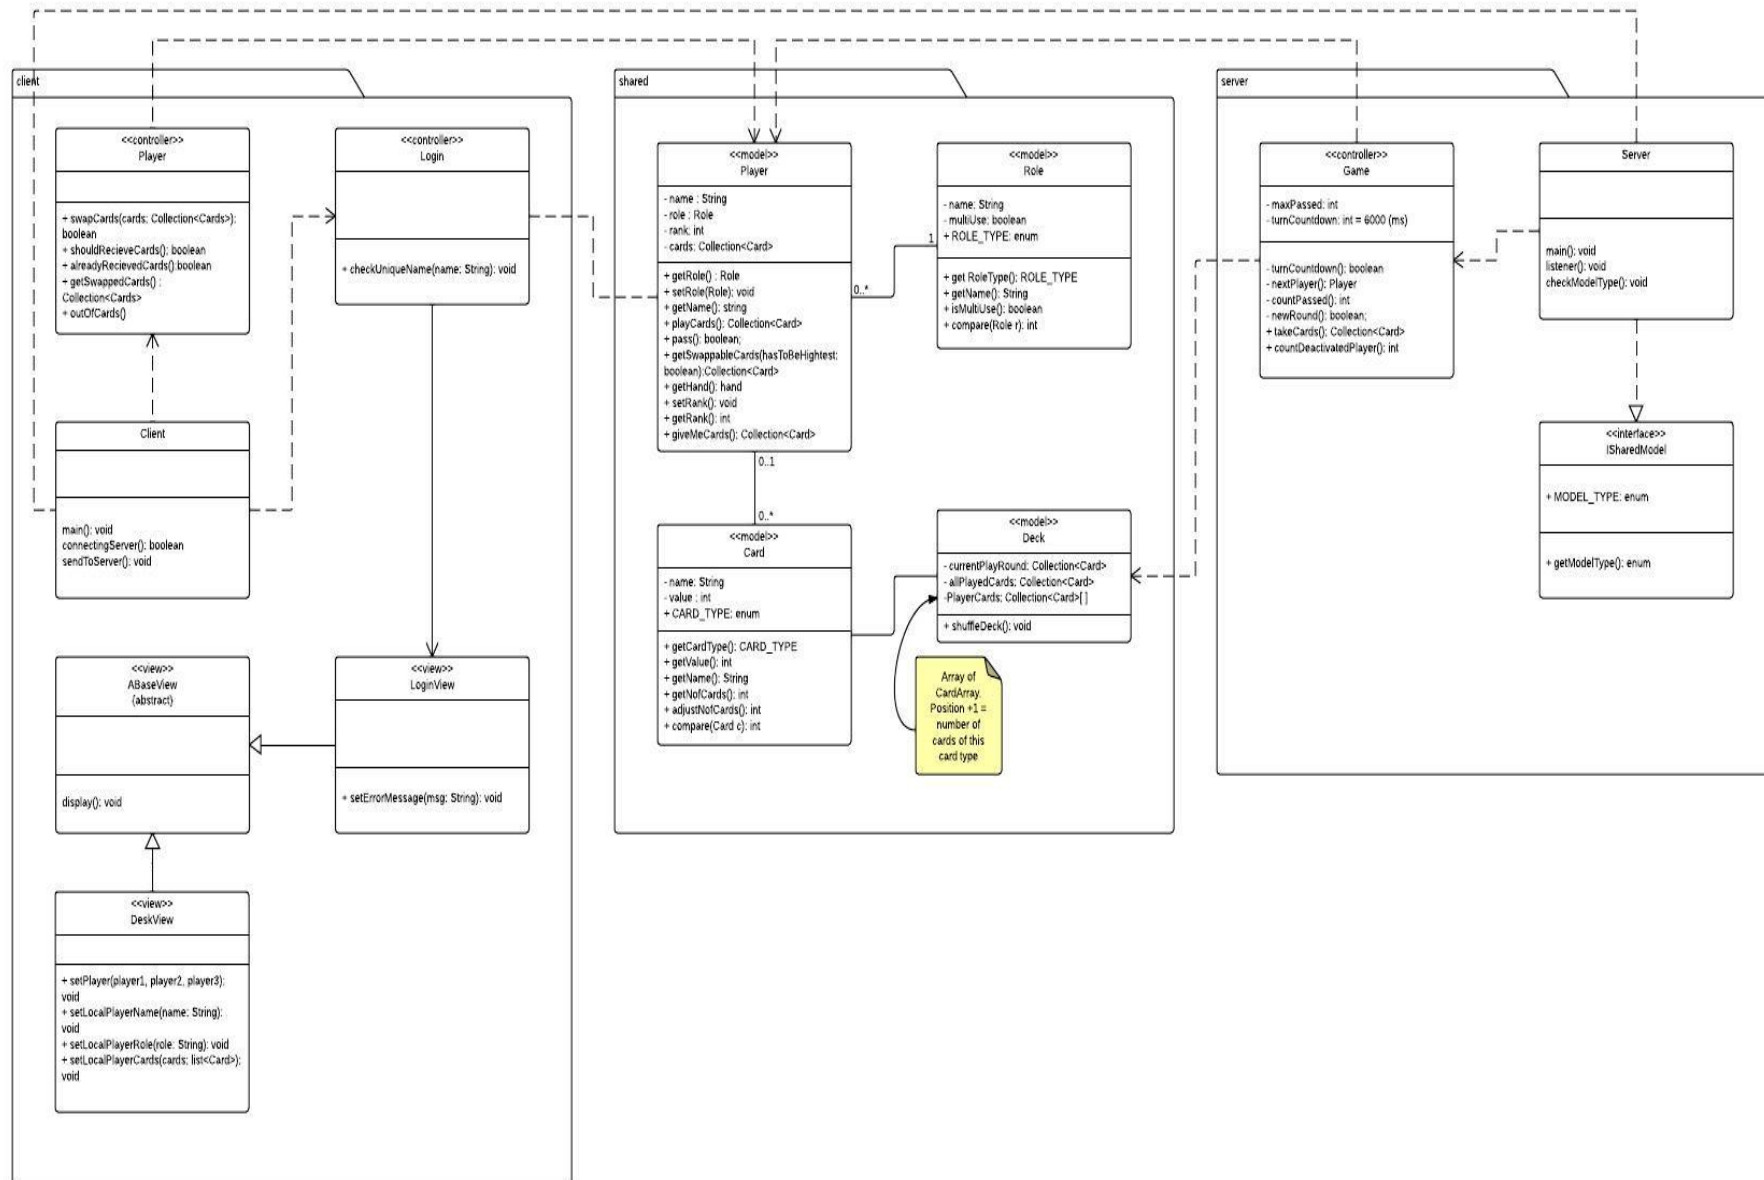 client
<<controller>>
Player
+ swapCards(cards: Collection<Cards>):
boolean
+ shouldRecieveCards(): boolean
+ alreadyRecievedCards():boolean
+ getSwappedCards() :
Collection<Cards>
+ outOfCards()
<<controller>>
Login
+ checkUniqueName(name: String): void
Client
main(): void
connectingServer(): boolean
sendToServer(): void
<<view>>
ABaseView
(abstract)
display(): void
<<view>>
LoginView
+ setErrorMessage(msg: String): void
<<view>>
DeskView
+ setPlayer(player1, player2, player3):
void
+ setLocalPlayerName(name: String):
void
+ setLocalPlayerRole(role: String): void
+ setLocalPlayerCards(cards: list<Card>):
void
shared
<<model>>
Player
- name : String
- role : Role
- rank: int
- cards: Collection<Card>
+ getRole() : Role
+ setRole(Role): void
+ getName(): string
+ playCards(): Collection<Card>
+ pass(): boolean;
+ getSwappableCards(hasToBeHightest:
boolean):Collection<Card>
+ getHand(): hand
+ setRank(): void
+ getRank(): int
+ giveMeCards(): Collection<Card>
1
0..*
<<model>>
Role
- name: String
- multiUse: boolean
+ ROLE_TYPE: enum
+ get RoleType(): ROLE_TYPE
+ getName(): String
+ isMultiUse(): boolean
+ compare(Role r): int
0..1
0..*
<<model>>
Card
- name: String
- value : int
+ CARD_TYPE: enum
+ getCardType(): CARD_TYPE
+ getValue(): int
+ getName(): String
+ getNofCards(): int
+ adjustNofCards(): int
+ compare(Card c): int
<<model>>
Deck
- currentPlayRound: Collection<Card>
- allPlayedCards: Collection<Card>
-PlayerCards: Collection<Card>[ ]
+ shuffleDeck(): void
Array of
CardArray.
Position +1 =
number of
cards of this
card type
server
<<controller>>
Game
- maxPassed: int
- turnCountdown: int = 6000 (ms)
- turnCountdown(): boolean
- nextPlayer(): Player
- countPassed(): int
- newRound(): boolean;
+ takeCards(): Collection<Card>
+ countDeactivatedPlayer(): int
Server
main(): void
listener(): void
checkModelType(): void
<<interface>>
ISharedModel
+ MODEL_TYPE: enum
+ getModelType(): enum